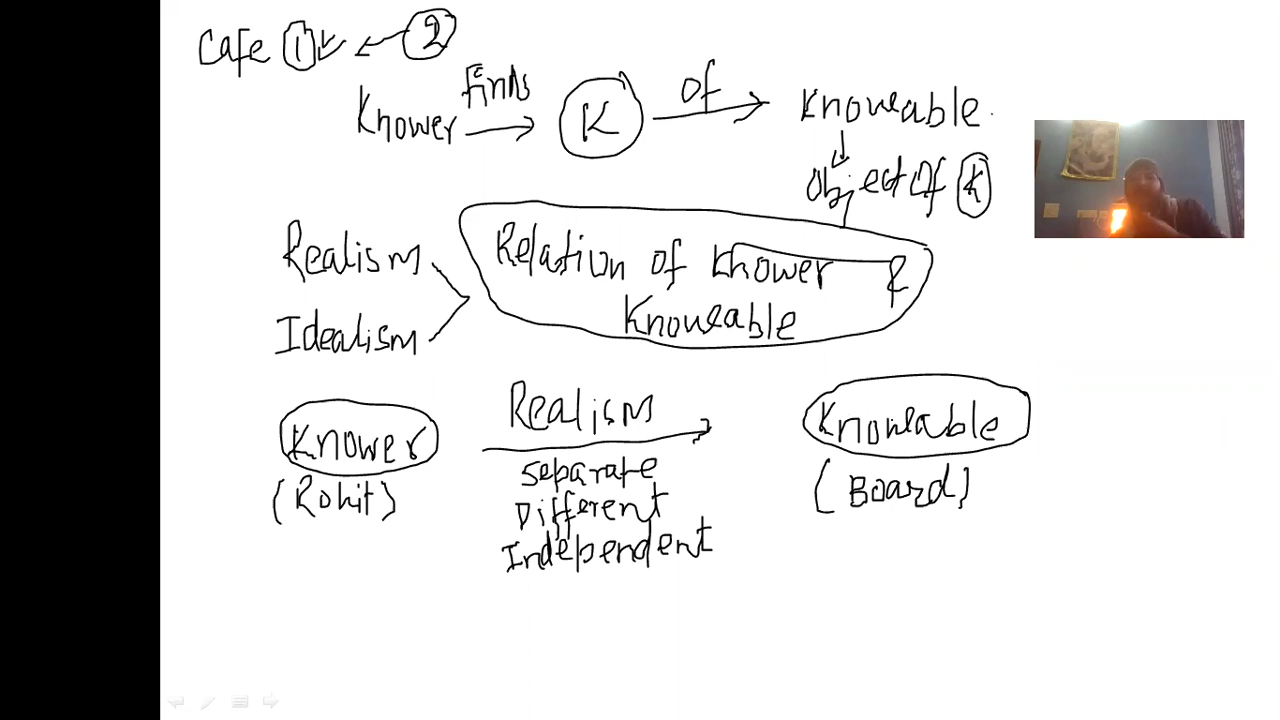 Cafe 1 ← 2
Knower finds → K of → Knoweable
↓
Object of K
Realism
Idealism
Relation of Knower &
Knoweable
Knower Realism Knoweable
(Rohit) Separate (Board)
Different
Independent